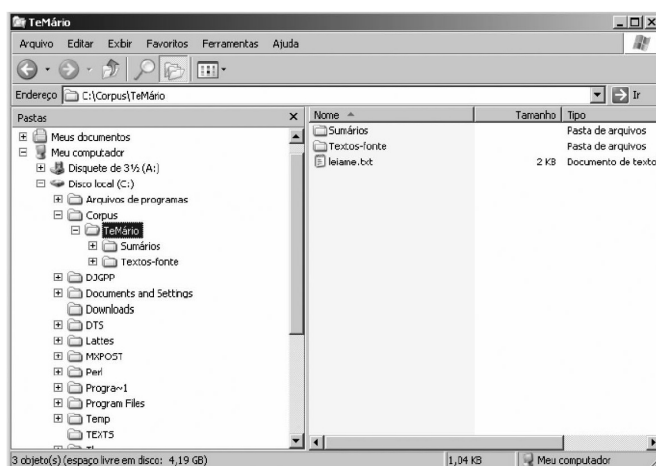 TeMário
Arquivo Editar Exibir Favoritos Ferramentas Ajuda
Endereço C:\Corpus\TeMário Ir
Pastas
Meus documentos
Meu computador
Disquete de 3½ (A:)
Disco local (C:)
Arquivos de programas
Corpus
TeMário
Sumários
Textos-fonte
DJGPP
Documents and Settings
Downloads
DTS
Lattes
MXPOST
Perl
Progra~1
Program Files
Temp
TEXTS
Nome Tamanho Tipo
Sumários Pasta de arquivos
Textos-fonte Pasta de arquivos
leiame.txt 2 KB Documento de texto
3 objeto(s) (espaço livre em disco: 4,19 GB) 1,04 KB Meu computador